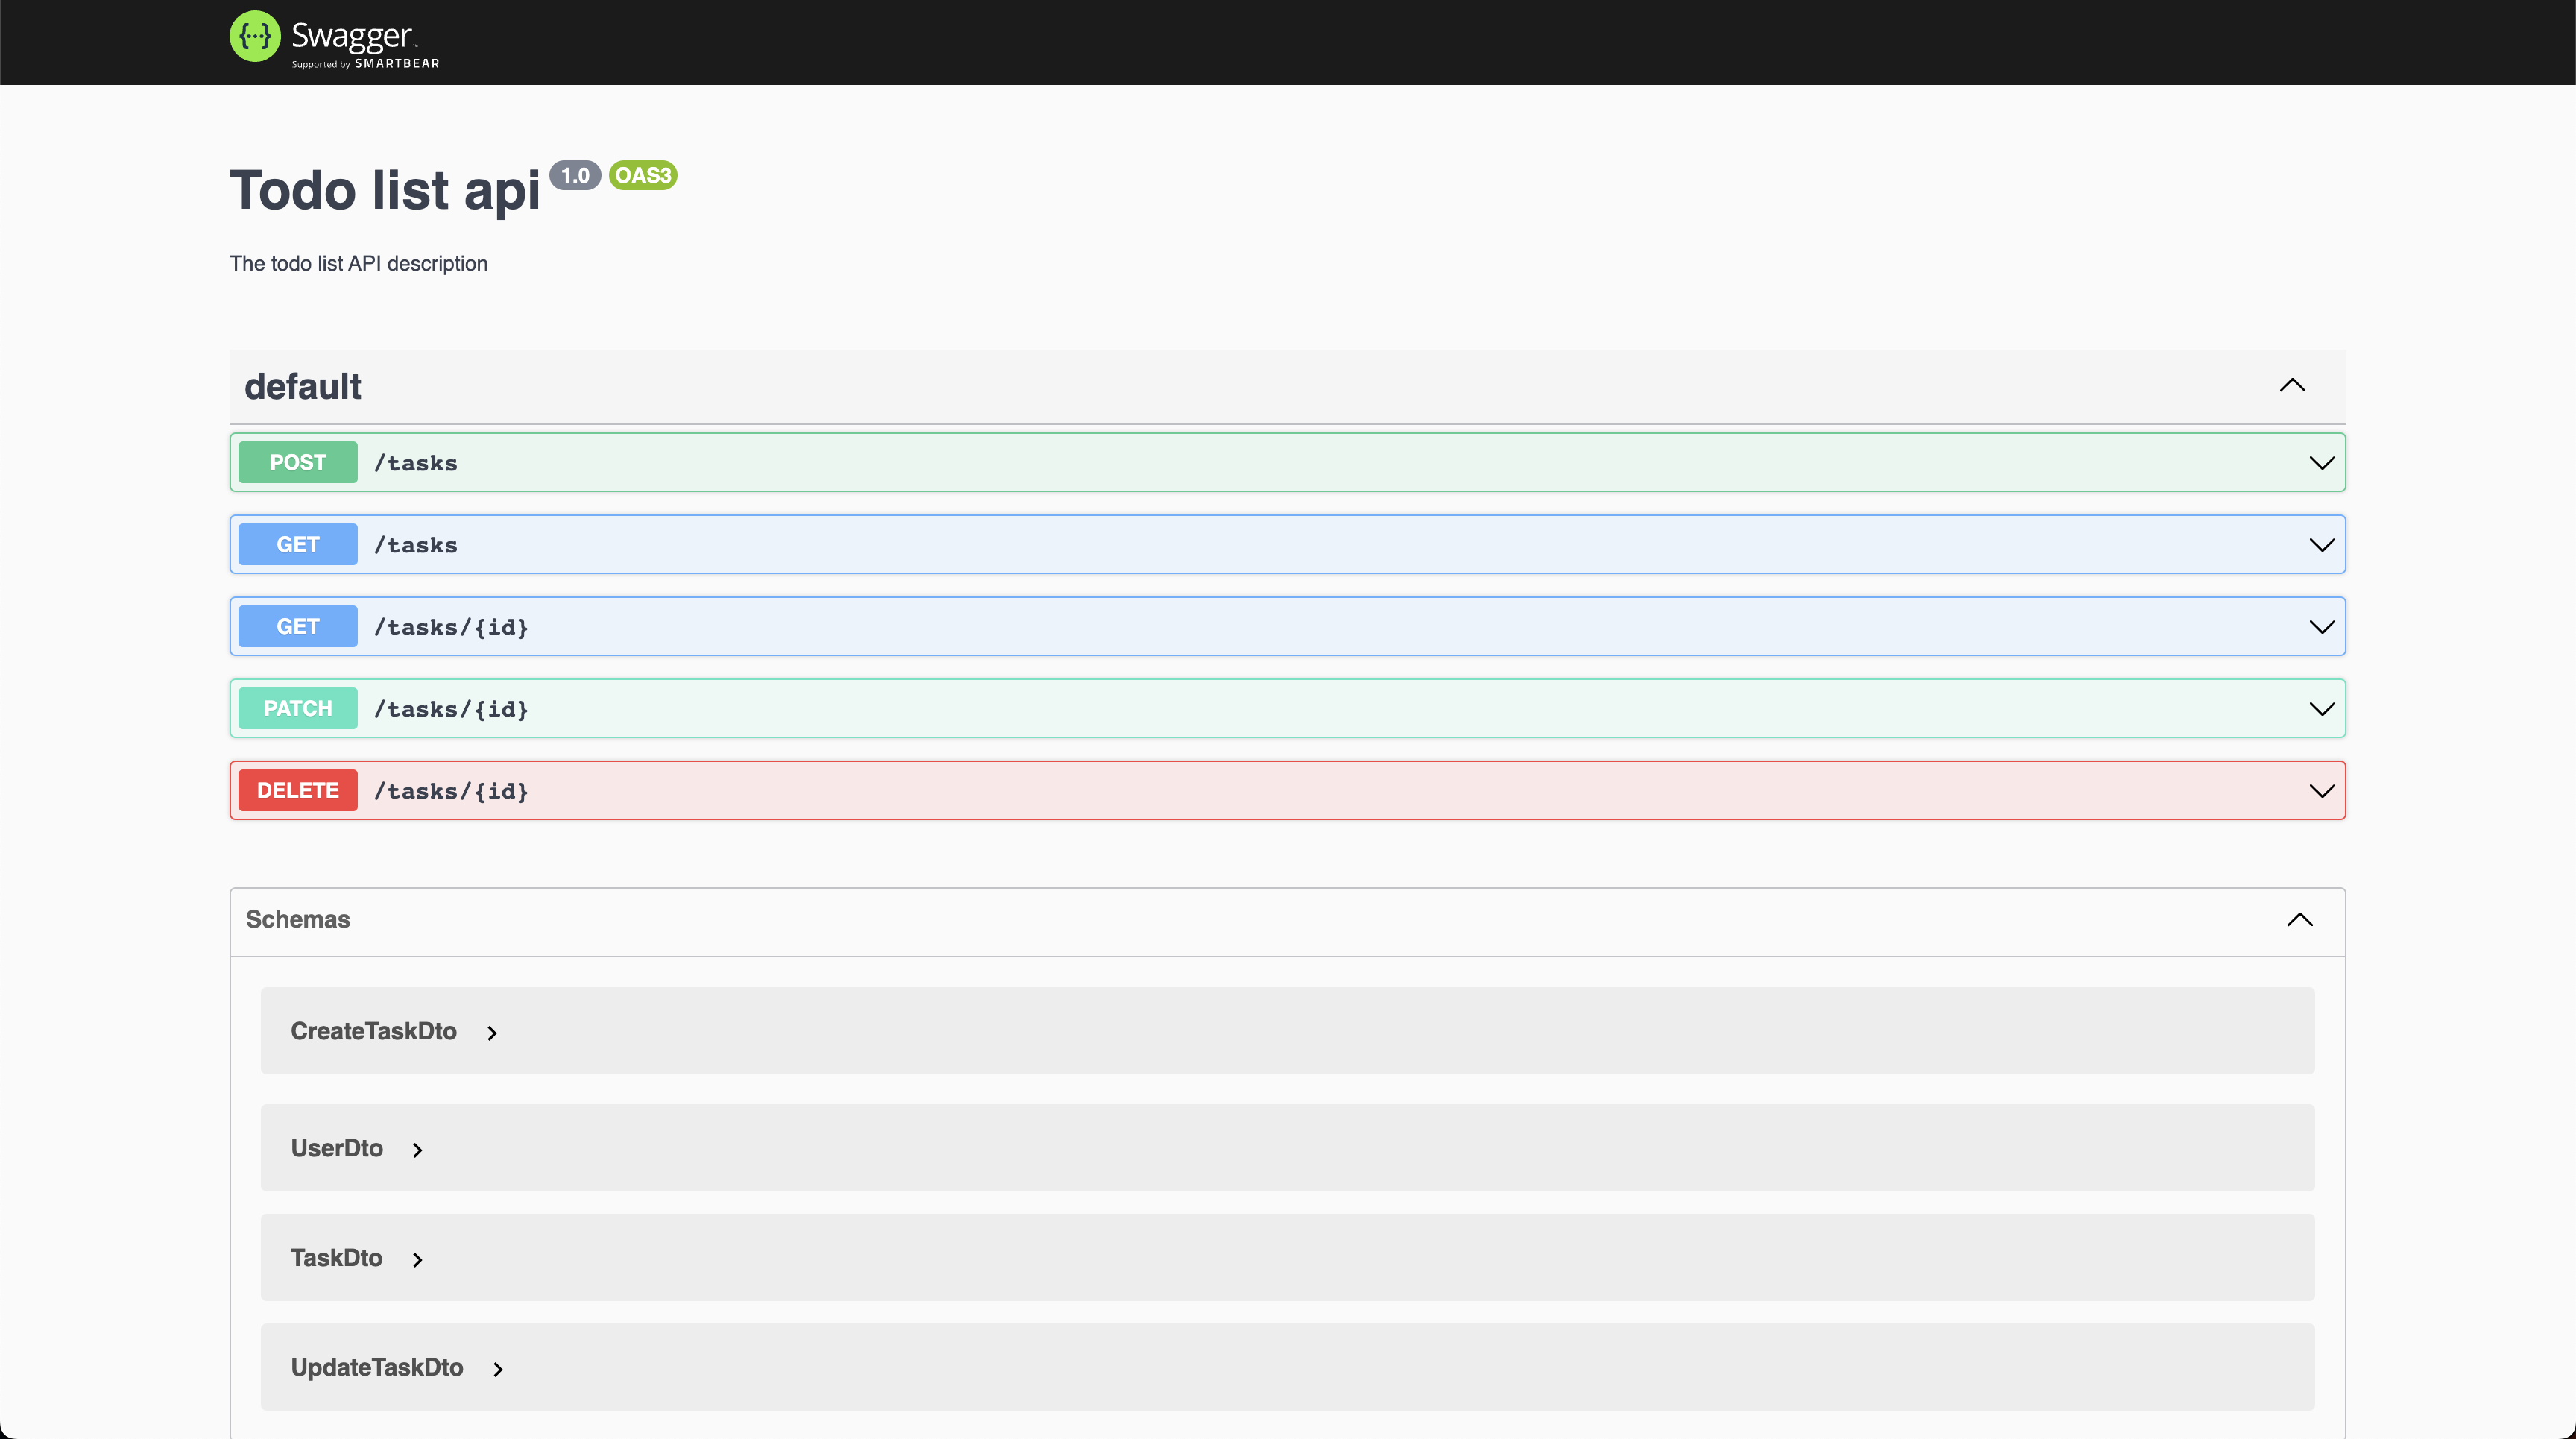 {···} Swagger™
Supported by SMARTBEAR
Todo list api 1.0 OAS3
The todo list API description
default
POST /tasks
GET /tasks
GET /tasks/{id}
PATCH /tasks/{id}
DELETE /tasks/{id}
Schemas
CreateTaskDto
UserDto
TaskDto
UpdateTaskDto